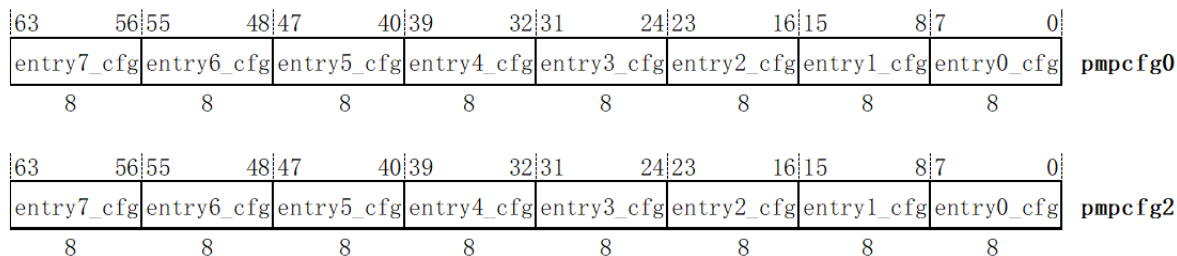 63 56 55 48 47 40 39 32 31 24 23 16 15 8 7 0
entry7_cfg entry6_cfg entry5_cfg entry4_cfg entry3_cfg entry2_cfg entry1_cfg entry0_cfg pmpcfg0
8 8 8 8 8 8 8 8
63 56 55 48 47 40 39 32 31 24 23 16 15 8 7 0
entry7_cfg entry6_cfg entry5_cfg entry4_cfg entry3_cfg entry2_cfg entry1_cfg entry0_cfg pmpcfg2
8 8 8 8 8 8 8 8